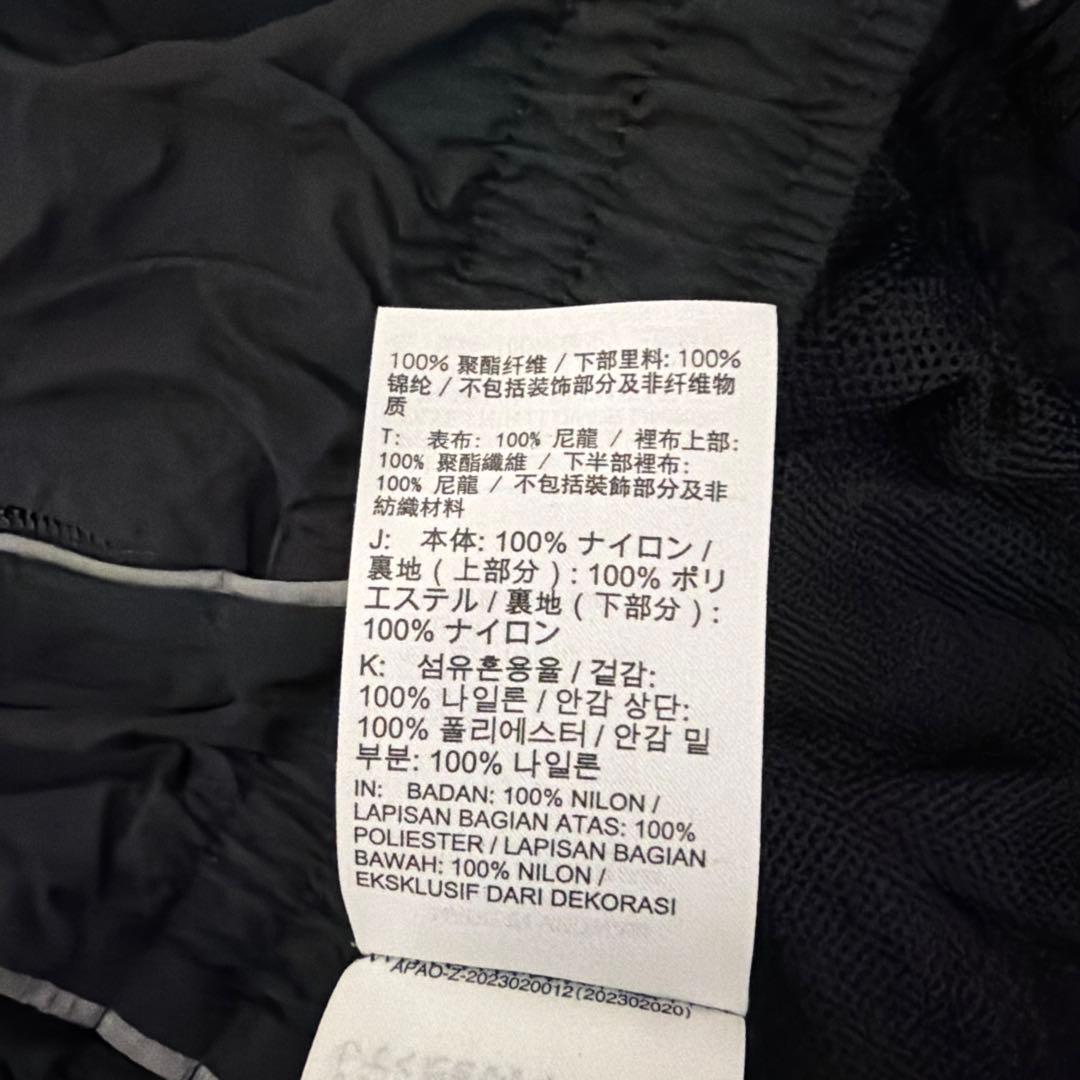 100% 聚酯纤维 / 下部里料: 100%
锦纶 / 不包括装饰部分及非纤维物
质
T: 表布: 100% 尼龍 / 裡布上部:
100% 聚酯纖維 / 下半部裡布:
100% 尼龍 / 不包括裝飾部分及非
紡織材料
J: 本体: 100% ナイロン /
裏地 ( 上部分 ) : 100% ポリ
エステル / 裏地 ( 下部分 ) :
100% ナイロン
K: 섬유혼용율 / 겉감:
100% 나일론 / 안감 상단:
100% 폴리에스터 / 안감 밑
부분: 100% 나일론
IN: BADAN: 100% NILON /
LAPISAN BAGIAN ATAS: 100%
POLIESTER / LAPISAN BAGIAN
BAWAH: 100% NILON /
EKSKLUSIF DARI DEKORASI
APAO-Z-2023020012(202302020)